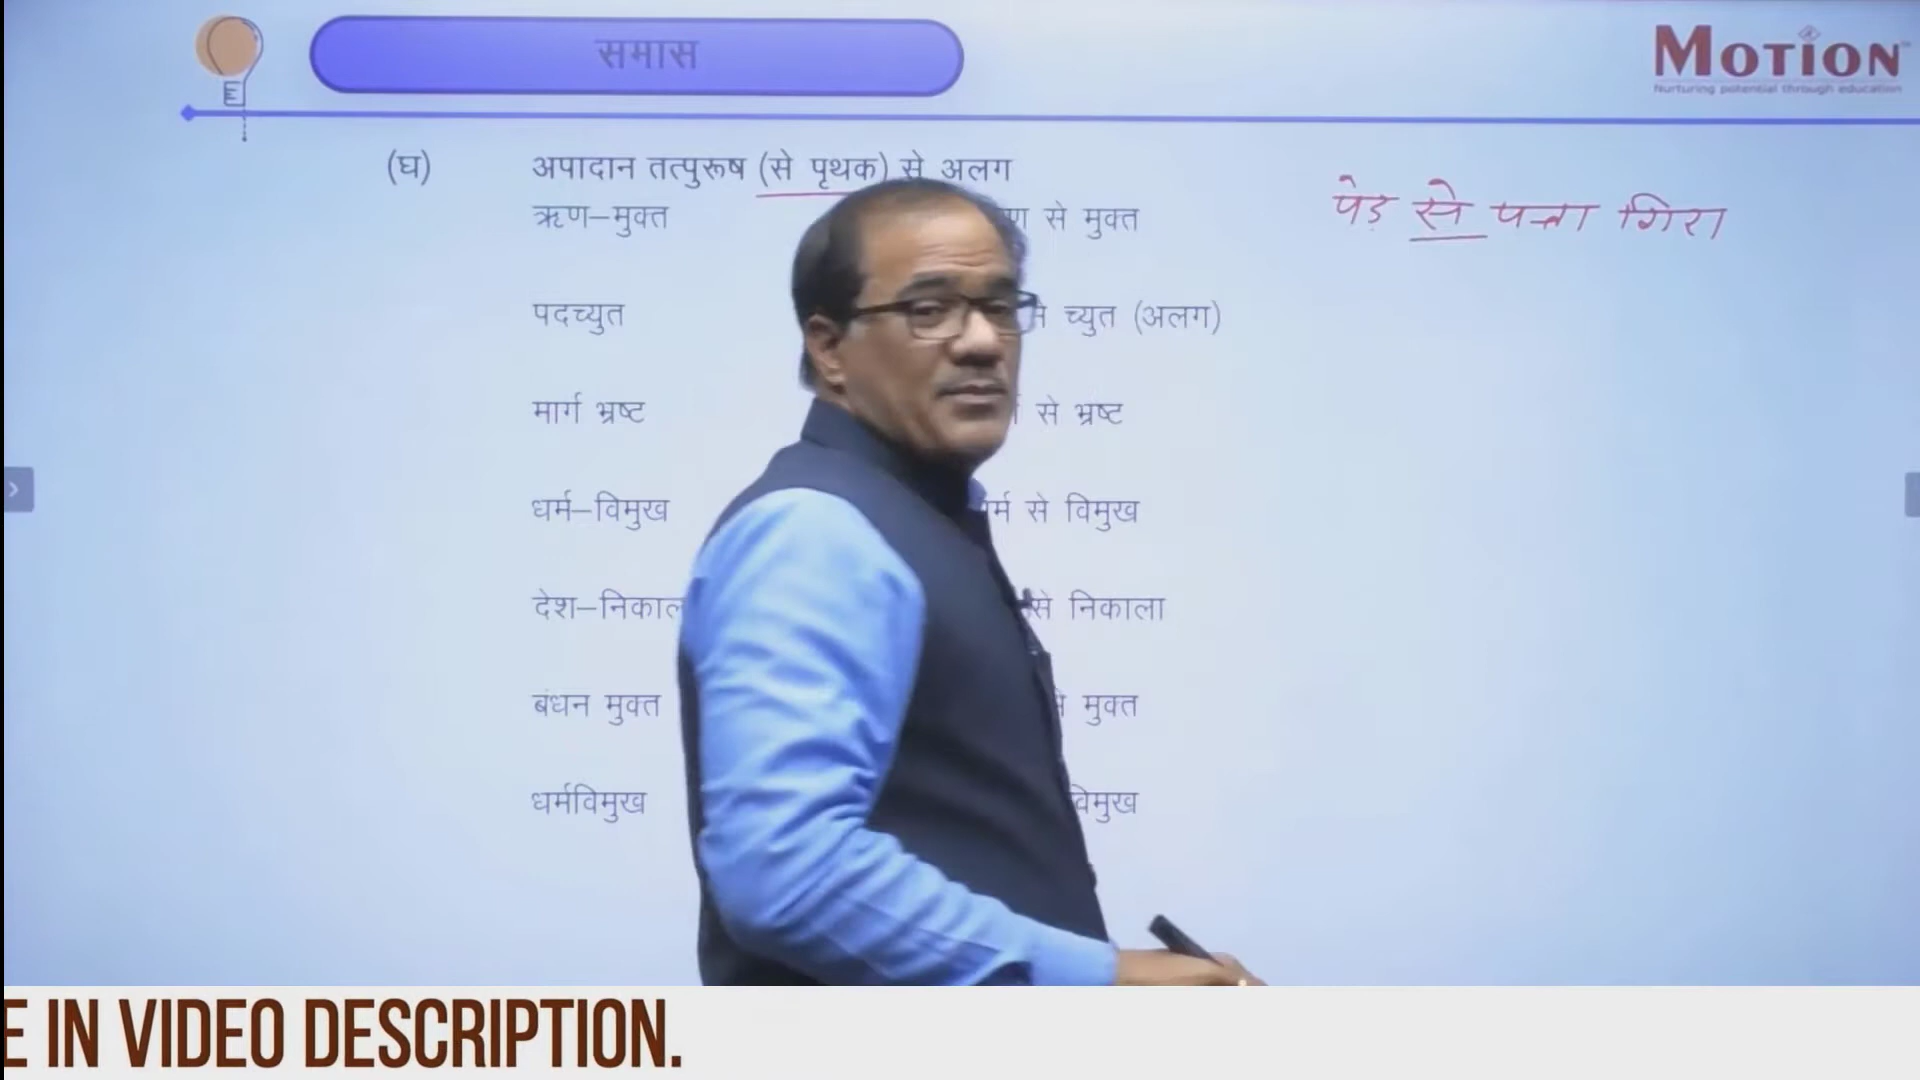 समास
MOTION
Nurturing potential through education
(घ) अपादान तत्पुरूष (से पृथक) से अलग
ऋण–मुक्त से मुक्त
पेड़ से पत्ता गिरा
पदच्युत च्युत (अलग)
मार्ग भ्रष्ट से भ्रष्ट
धर्म–विमुख से विमुख
देश–निकाल से निकाला
बंधन मुक्त मुक्त
धर्मविमुख विमुख
E IN VIDEO DESCRIPTION.